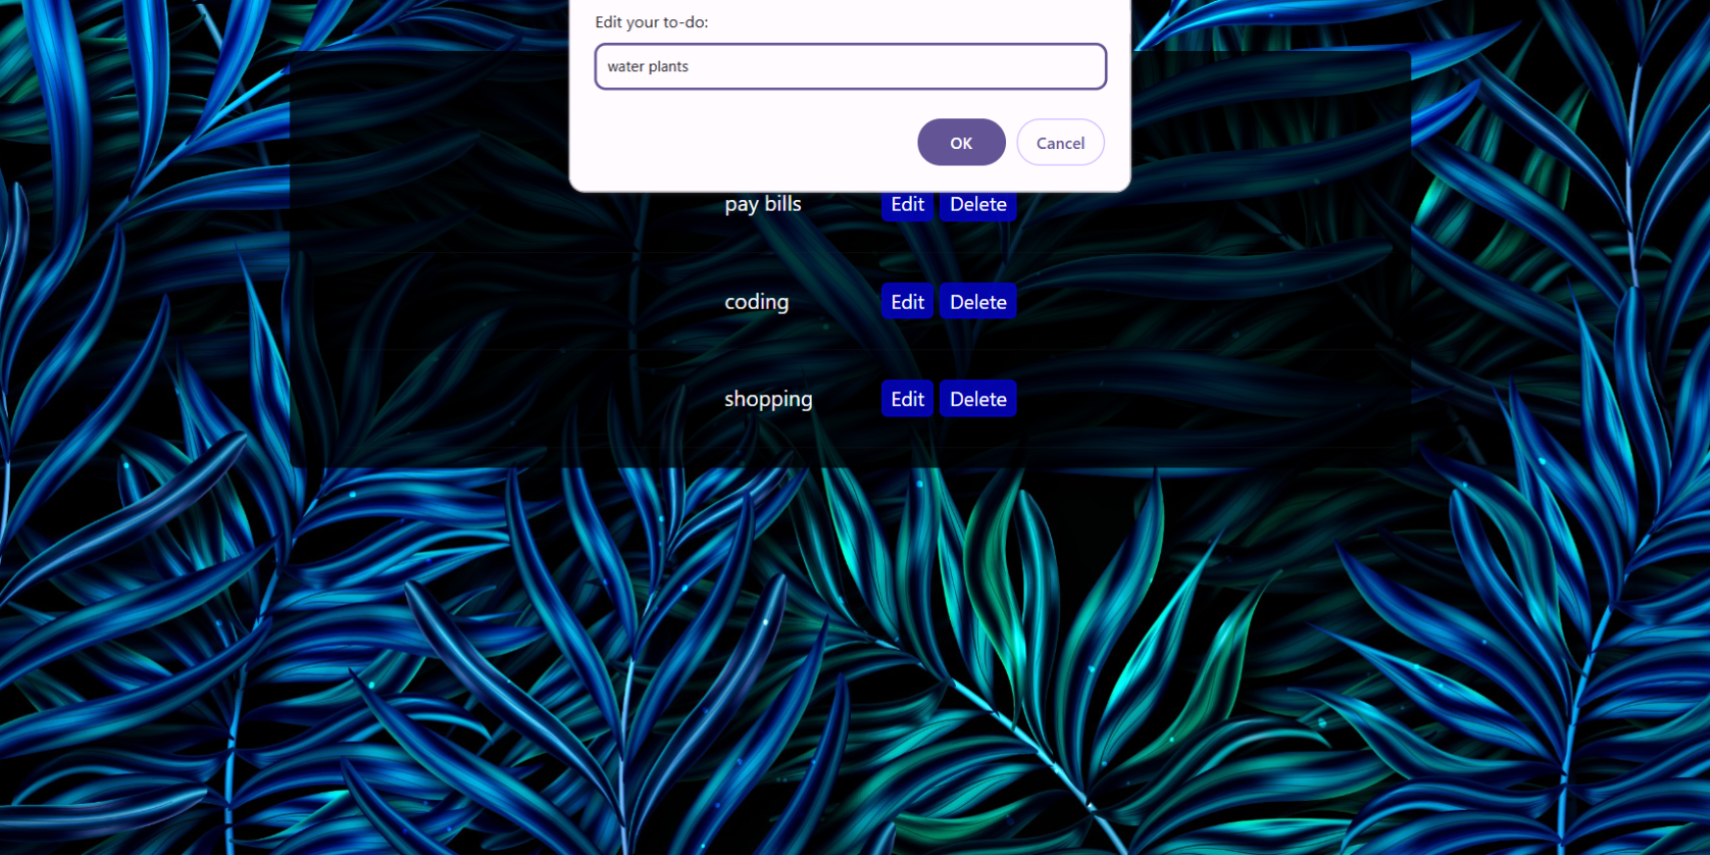 Edit your to-do:
water plants
OK Cancel
pay bills Edit Delete
coding Edit Delete
shopping Edit Delete